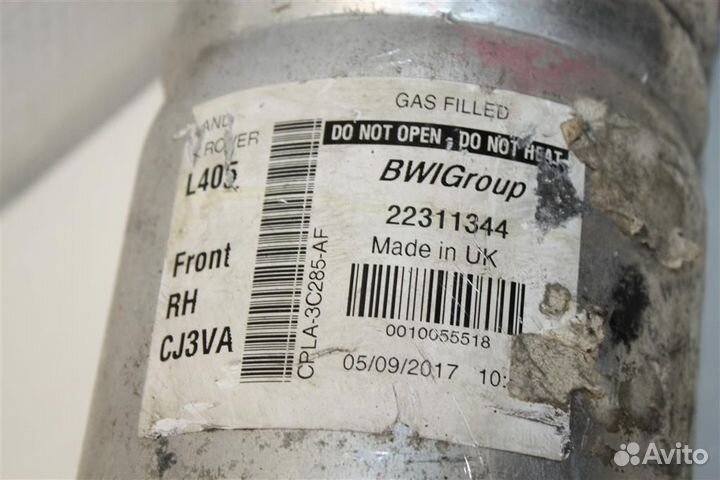 GAS FILLED
DO NOT OPEN - DO NOT HEAT
ROVER
L405
BWIGroup
22311344
Made in UK
Front
RH
CJ3VA
CPLA-3C285-AF
0010055518
05/09/2017 10:
Avito